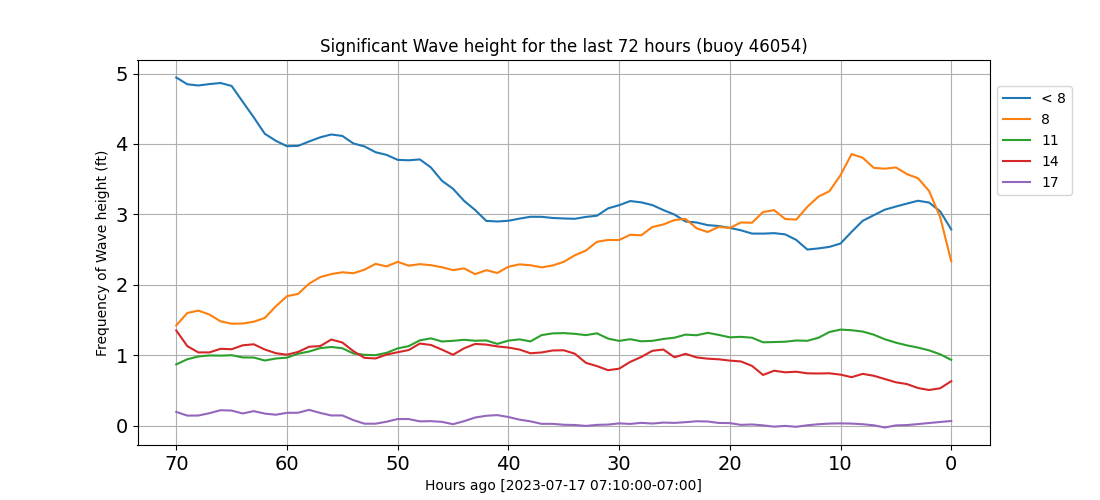 Significant Wave height for the last 72 hours (buoy 46054)
Frequency of Wave height (ft)
5
4
3
2
1
0
70 60 50 40 30 20 10 0
Hours ago [2023-07-17 07:10:00-07:00]
< 8
8
11
14
17